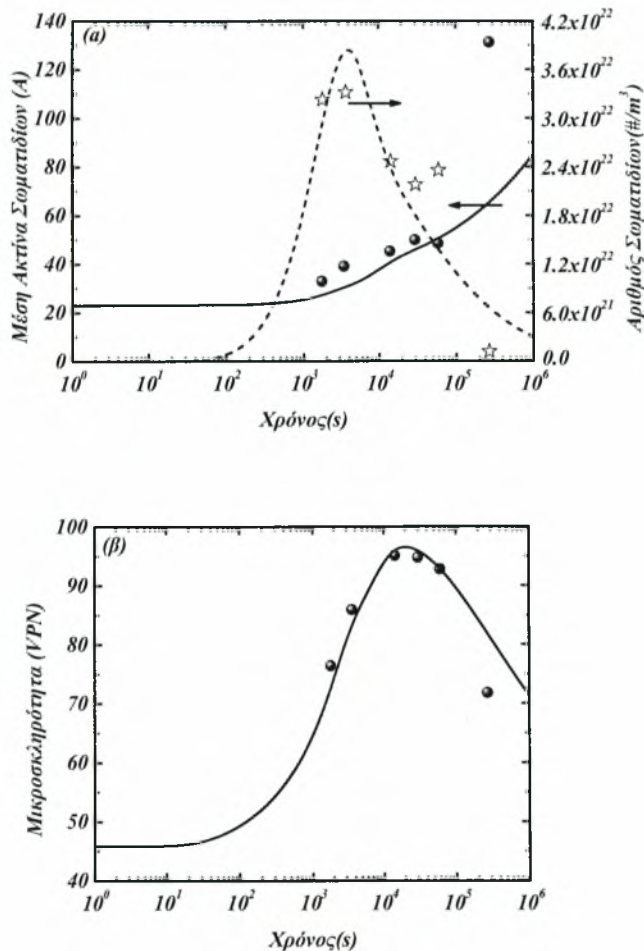 (a)
Μέση Ακτίνα Σωματιδίων (A)
140
120
100
80
60
40
20
0
4.2x10^22
3.6x10^22
3.0x10^22
2.4x10^22
1.8x10^22
1.2x10^22
6.0x10^21
0.0
Αριθμός Σωματιδίων(#/m^3)
10^0 10^1 10^2 10^3 10^4 10^5 10^6
Χρόνος(s)
(β)
Μικροσκληρότητα (VPN)
100
90
80
70
60
50
40
10^0 10^1 10^2 10^3 10^4 10^5 10^6
Χρόνος(s)